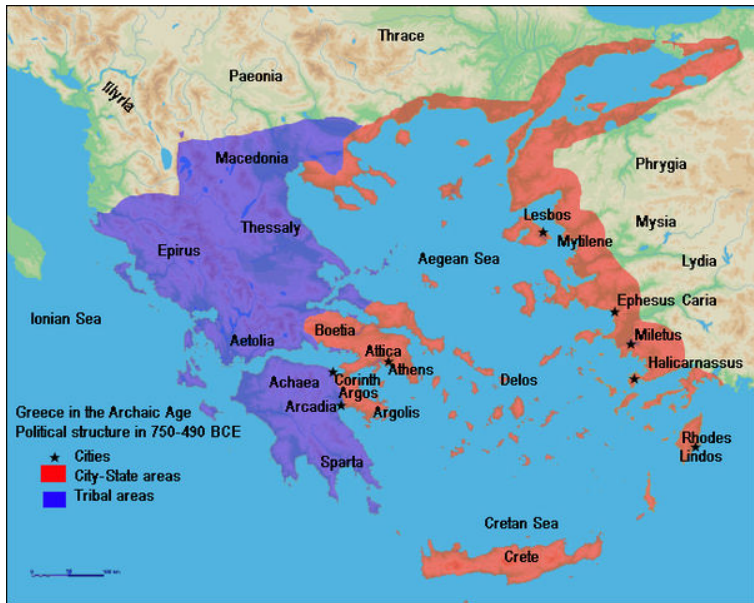 Thrace
Paeonia
Illyria
Macedonia
Phrygia
Lesbos
Mysia
Thessaly
Mytilene
Epirus
Aegean Sea
Lydia
Ephesus Caria
Ionian Sea
Boetia
Miletus
Aetolia
Attica
Halicarnassus
Athens
Achaea
Corinth
Delos
Argos
Arcadia
Argolis
Greece in the Archaic Age
Political structure in 750-490 BCE
Cities
City-State areas
Tribal areas
Rhodes
Lindos
Sparta
Cretan Sea
Crete